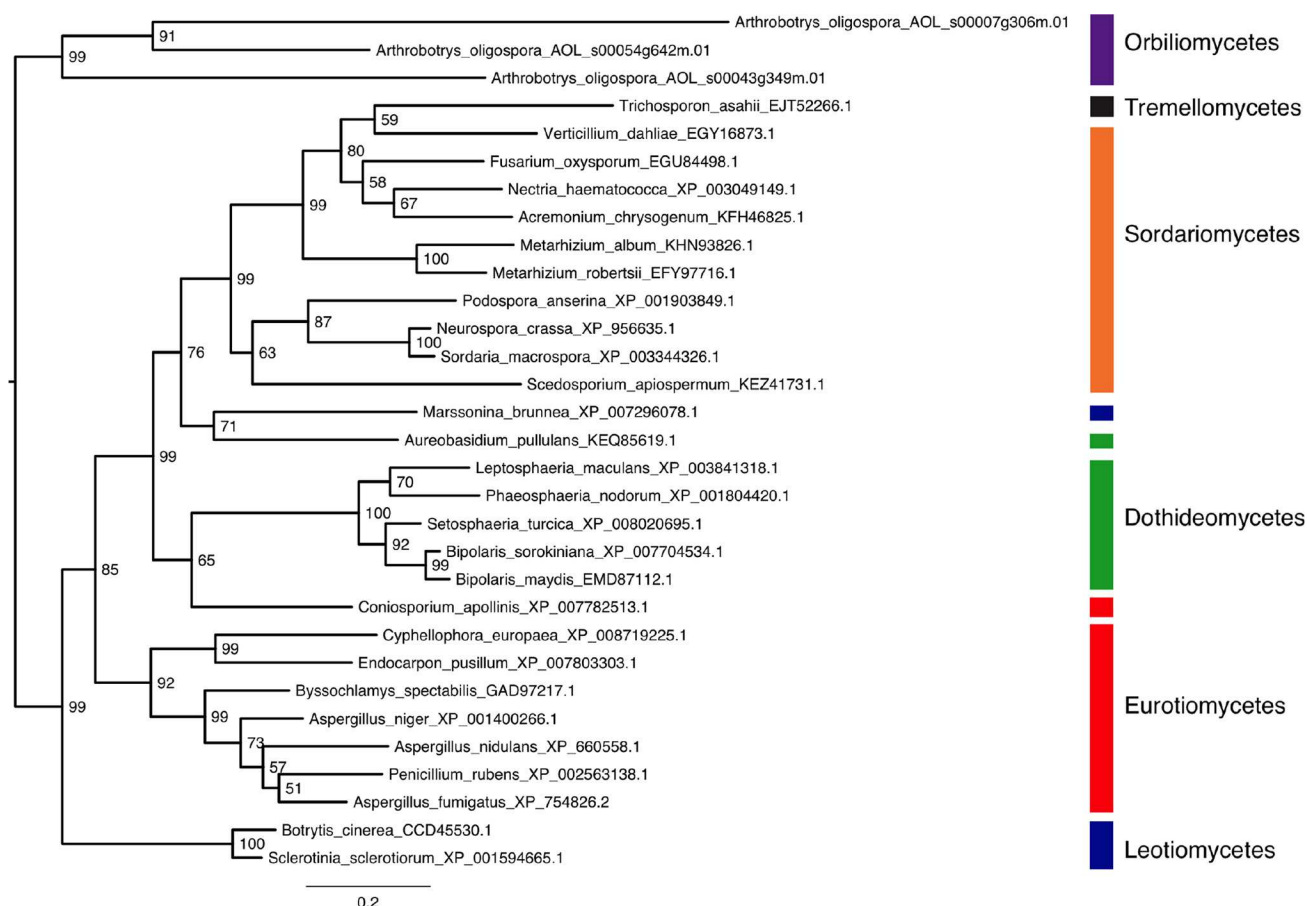 Arthrobotrys_oligospora_AOL_s00007g306m.01
91
Orbiliomycetes
Arthrobotrys_oligospora_AOL_s00054g642m.01
99
Arthrobotrys_oligospora_AOL_s00043g349m.01
Trichosporon_asahii_EJT52266.1
Tremellomycetes
59
Verticillium_dahliae_EGY16873.1
80
Fusarium_oxysporum_EGU84498.1
58
Nectria_haematococca_XP_003049149.1
99
67
Acremonium_chrysogenum_KFH46825.1
Sordariomycetes
Metarhizium_album_KHN93826.1
100
Metarhizium_robertsii_EFY97716.1
99
Podospora_anserina_XP_001903849.1
87
Neurospora_crassa_XP_956635.1
100
76
63
Sordaria_macrospora_XP_003344326.1
Scedosporium_apiospermum_KEZ41731.1
Marssonina_brunnea_XP_007296078.1
71
Aureobasidium_pullulans_KEQ85619.1
99
Leptosphaeria_maculans_XP_003841318.1
70
Phaeosphaeria_nodorum_XP_001804420.1
100
Setosphaeria_turcica_XP_008020695.1
Dothideomycetes
92
Bipolaris_sorokiniana_XP_007704534.1
65
99
Bipolaris_maydis_EMD87112.1
85
Coniosporium_apollinis_XP_007782513.1
Cyphellophora_europaea_XP_008719225.1
99
Endocarpon_pusillum_XP_007803303.1
92
Byssochlamys_spectabilis_GAD97217.1
99
Eurotiomycetes
99
Aspergillus_niger_XP_001400266.1
73
Aspergillus_nidulans_XP_660558.1
57
Penicillium_rubens_XP_002563138.1
51
Aspergillus_fumigatus_XP_754826.2
Botrytis_cinerea_CCD45530.1
100
Leotiomycetes
Sclerotinia_sclerotiorum_XP_001594665.1
0.2